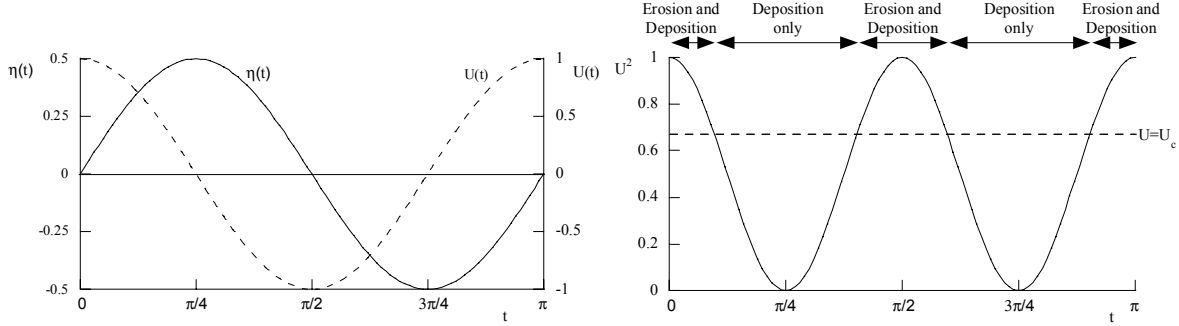 η(t)
0.5
0.25
0
-0.25
-0.5
η(t)
U(t)
1
0.5
0
-0.5
-1
U(t)
0
π/4
π/2
3π/4
π
t
Erosion and
Deposition
Deposition
only
Erosion and
Deposition
Deposition
only
Erosion and
Deposition
U²
1
0.8
0.6
0.4
0.2
0
U=U_c
0
π/4
π/2
3π/4
π
t